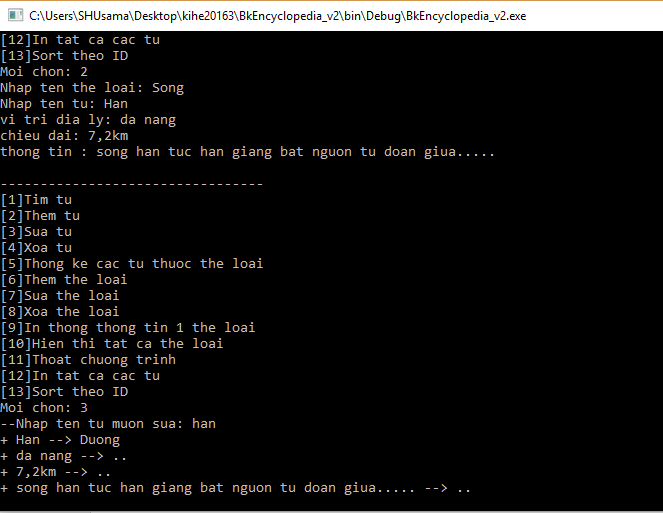 C:\Users\SHUsama\Desktop\kihe20163\BkEncyclopedia_v2\bin\Debug\BkEncyclopedia_v2.exe
[12]In tat ca cac tu
[13]Sort theo ID
Moi chon: 2
Nhap ten the loai: Song
Nhap ten tu: Han
vi tri dia ly: da nang
chieu dai: 7,2km
thong tin : song han tuc han giang bat nguon tu doan giua.....
---------------------------------
[1]Tim tu
[2]Them tu
[3]Sua tu
[4]Xoa tu
[5]Thong ke cac tu thuoc the loai
[6]Them the loai
[7]Sua the loai
[8]Xoa the loai
[9]In thong thong tin 1 the loai
[10]Hien thi tat ca the loai
[11]Thoat chuong trinh
[12]In tat ca cac tu
[13]Sort theo ID
Moi chon: 3
--Nhap ten tu muon sua: han
+ Han --> Duong
+ da nang --> ..
+ 7,2km --> ..
+ song han tuc han giang bat nguon tu doan giua..... --> ..